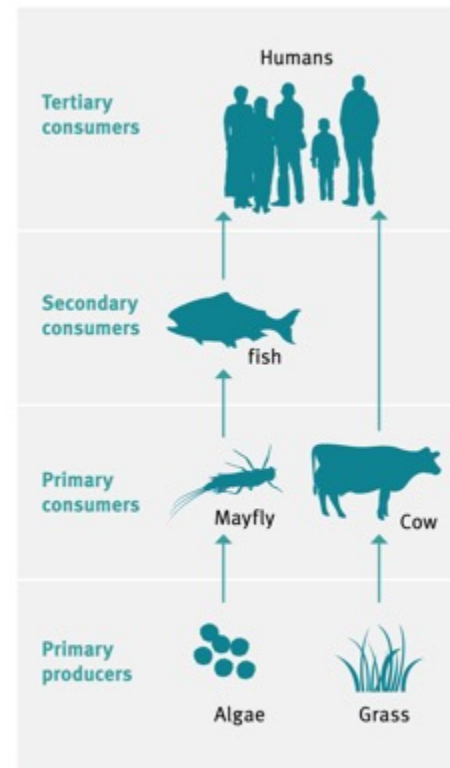 Humans
Tertiary
consumers
Secondary
consumers
fish
Primary
consumers
Mayfly
Cow
Primary
producers
Algae
Grass